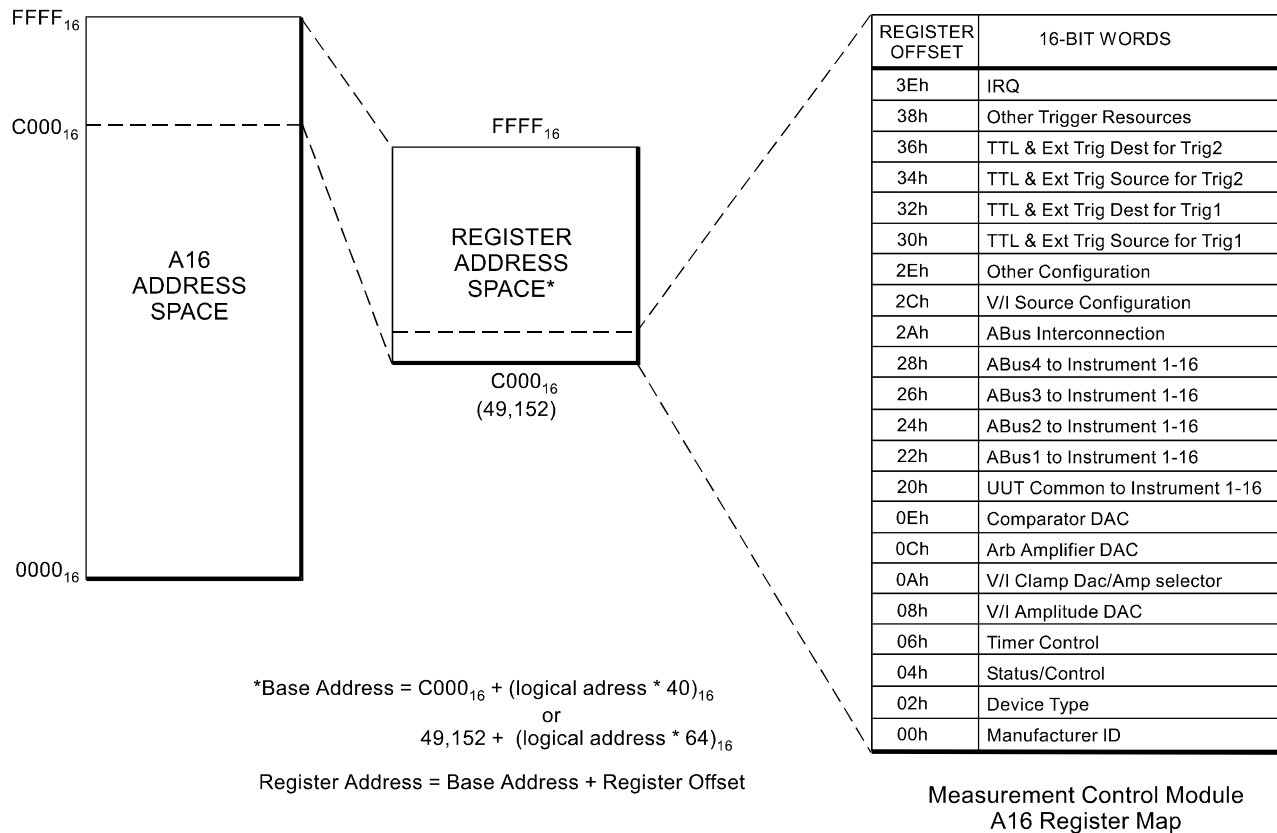 FFFF₁₆
C000₁₆
A16
ADDRESS
SPACE
0000₁₆
FFFF₁₆
REGISTER
ADDRESS
SPACE*
C000₁₆
(49,152)
*Base Address = C000₁₆ + (logical adress * 40)₁₆
or
49,152 + (logical address * 64)₁₆
Register Address = Base Address + Register Offset
REGISTER
OFFSET
16-BIT WORDS
3Eh IRQ
38h Other Trigger Resources
36h TTL & Ext Trig Dest for Trig2
34h TTL & Ext Trig Source for Trig2
32h TTL & Ext Trig Dest for Trig1
30h TTL & Ext Trig Source for Trig1
2Eh Other Configuration
2Ch V/I Source Configuration
2Ah ABus Interconnection
28h ABus4 to Instrument 1-16
26h ABus3 to Instrument 1-16
24h ABus2 to Instrument 1-16
22h ABus1 to Instrument 1-16
20h UUT Common to Instrument 1-16
0Eh Comparator DAC
0Ch Arb Amplifier DAC
0Ah V/I Clamp Dac/Amp selector
08h V/I Amplitude DAC
06h Timer Control
04h Status/Control
02h Device Type
00h Manufacturer ID
Measurement Control Module
A16 Register Map